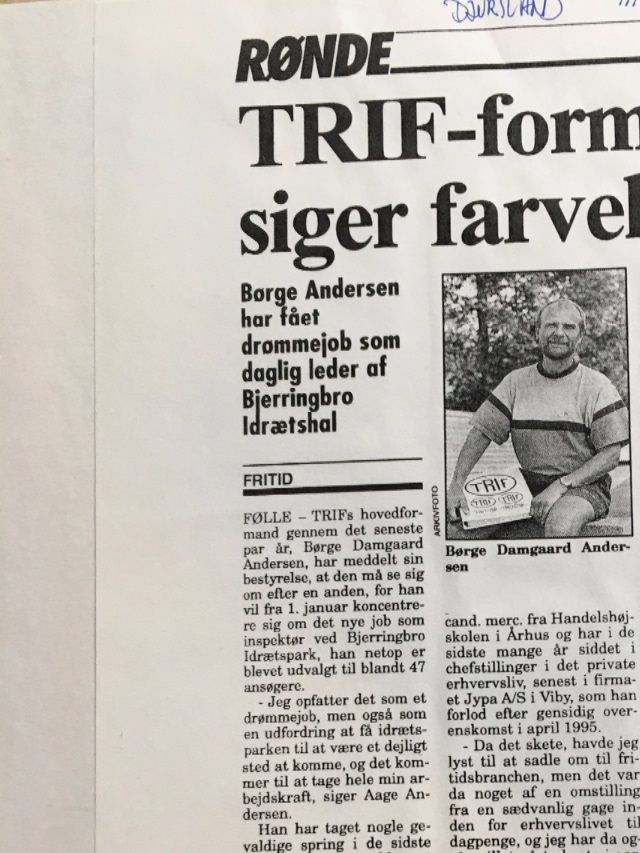 DJURSLAND
RØNDE
TRIF-form
siger farvel
Børge Andersen
har fået
drømmejob som
daglig leder af
Bjerringbro
Idrætshal
FRITID
FØLLE – TRIFs hovedfor-
mand gennem det seneste
par år, Børge Damgaard
Andersen, har meddelt sin
bestyrelse, at den må se sig
om efter en anden, for han
vil fra 1. januar koncentre-
re sig om det nye job som
inspektør ved Bjerringbro
Idrætspark, han netop er
blevet udvalgt til blandt 47
ansøgere.
- Jeg opfatter det som et
drømmejob, men også som
en udfordring at få idræts-
parken til at være et dejligt
sted at komme, og det kom-
mer til at tage hele min ar-
bejdskraft, siger Aage An-
dersen.
Han har taget nogle ge-
valdige spring i de sidste
TRIF
TRIF TRIF
ARKIVFOTO
Børge Damgaard Ander-
sen
cand. merc. fra Handelshøj-
skolen i Århus og har i de
sidste mange år siddet i
chefstillinger i det private
erhvervsliv, senest i firma-
et Jypa A/S i Viby, som han
forlod efter gensidig over-
enskomst i april 1995.
- Da det skete, havde jeg
lyst til at sadle om til fri-
tidsbranchen, men det var
da noget af en omstilling
fra en sædvanlig gage in-
den for erhvervslivet til
dagpenge, og jeg har da og-